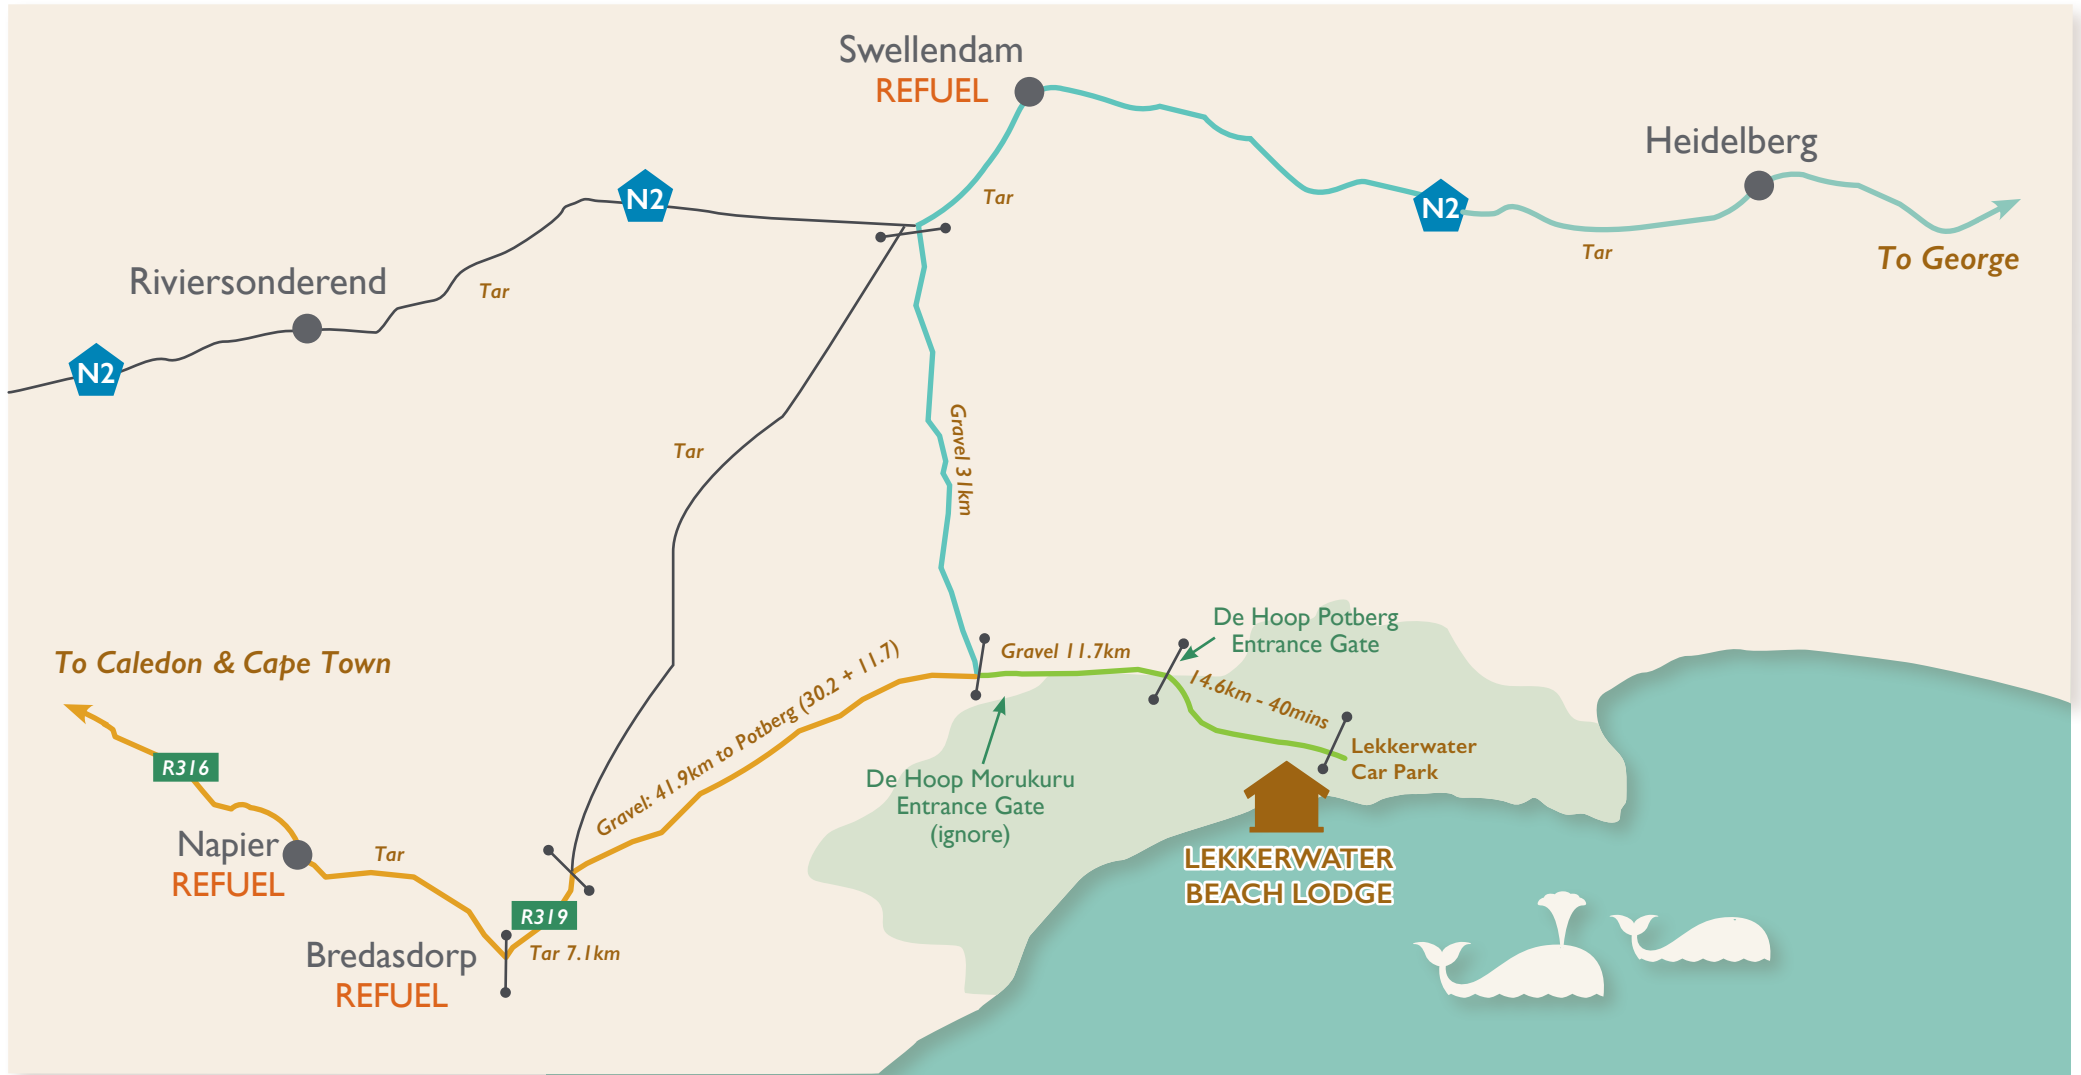 Swellendam
REFUEL
Heidelberg
N2
N2
Tar
Tar
To George
Riviersonderend
Tar
N2
Gravel 31km
Tar
De Hoop Potberg
Entrance Gate
To Caledon & Cape Town
Gravel: 41.9km to Potberg (30.2 + 11.7)
Gravel 11.7km
14.6km - 40mins
R316
Lekkerwater
Car Park
De Hoop Morukuru
Entrance Gate
(ignore)
Napier
REFUEL
Tar
LEKKERWATER
BEACH LODGE
R319
Tar 7.1km
Bredasdorp
REFUEL